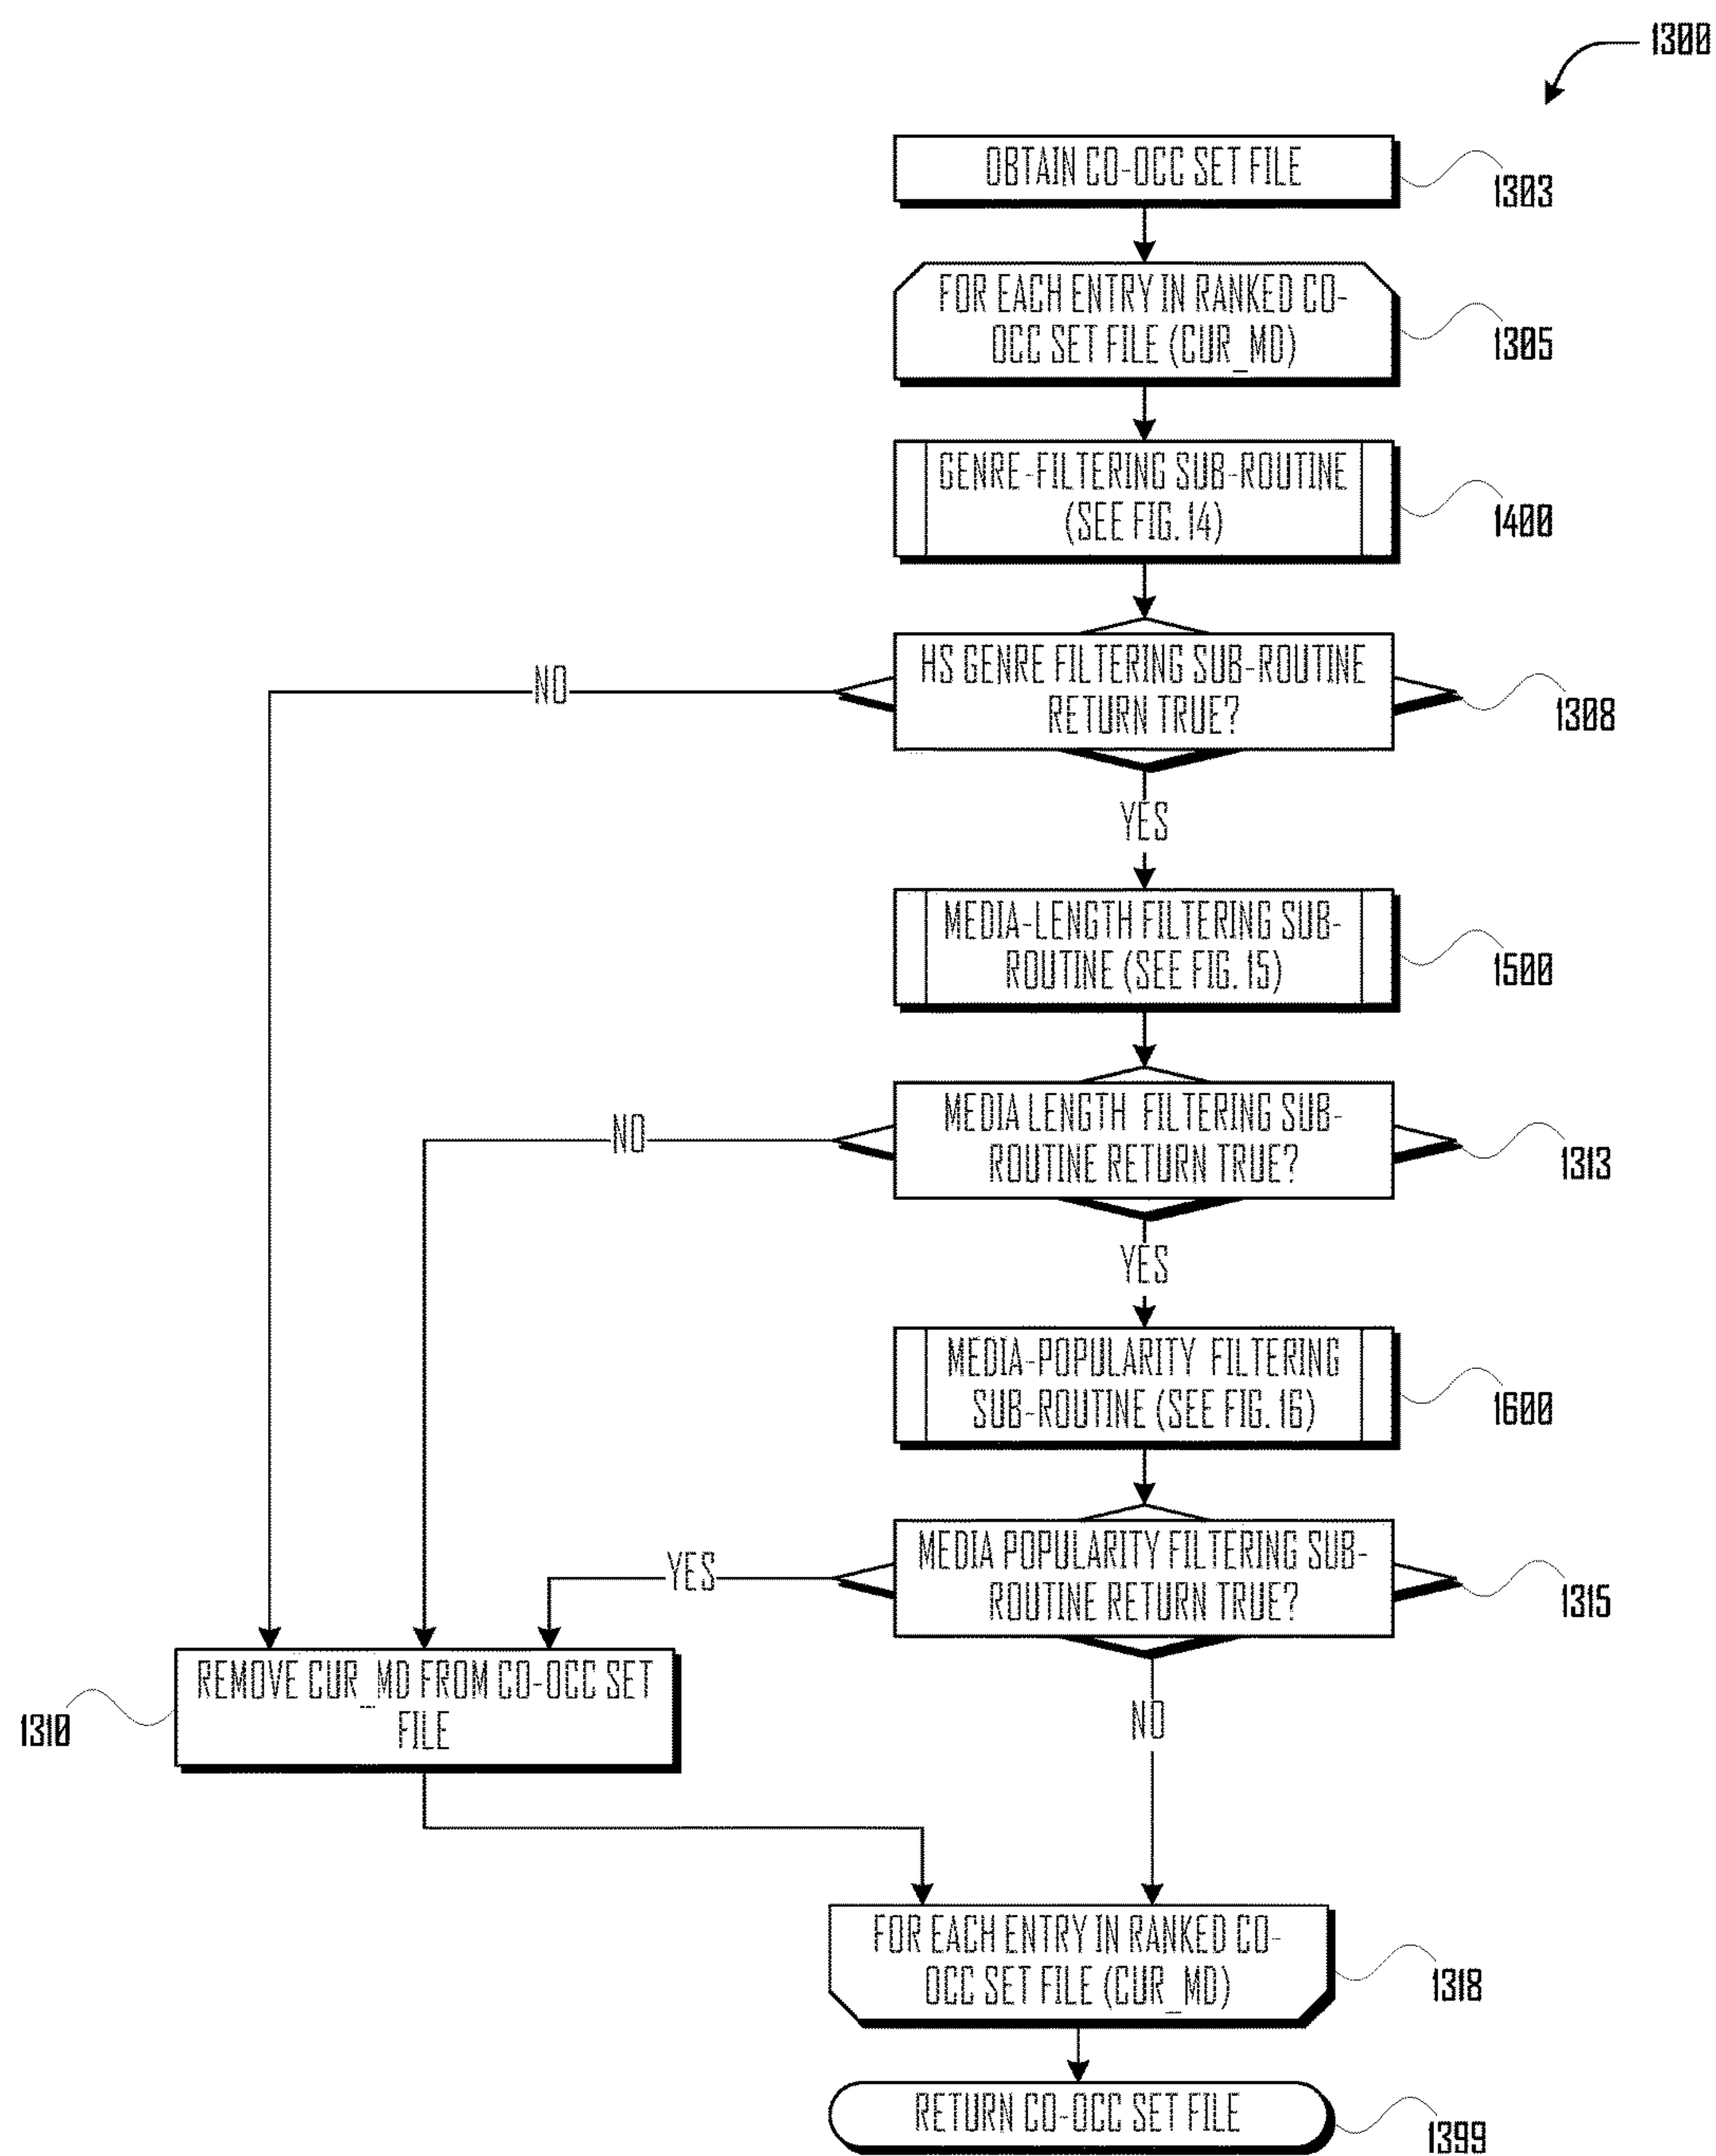 1300
OBTAIN CO-OCC SET FILE
1303
FOR EACH ENTRY IN RANKED CO-
OCC SET FILE (CUR_MD)
1305
GENRE-FILTERING SUB-ROUTINE
(SEE FIG. 14)
1400
HS GENRE FILTERING SUB-ROUTINE
RETURN TRUE?
1308
NO
YES
MEDIA-LENGTH FILTERING SUB-
ROUTINE (SEE FIG. 15)
1500
MEDIA LENGTH FILTERING SUB-
ROUTINE RETURN TRUE?
1313
NO
YES
MEDIA-POPULARITY FILTERING
SUB-ROUTINE (SEE FIG. 16)
1600
MEDIA POPULARITY FILTERING SUB-
ROUTINE RETURN TRUE?
1315
YES
NO
REMOVE CUR_MD FROM CO-OCC SET
FILE
1310
FOR EACH ENTRY IN RANKED CO-
OCC SET FILE (CUR_MD)
1318
RETURN CO-OCC SET FILE
1399